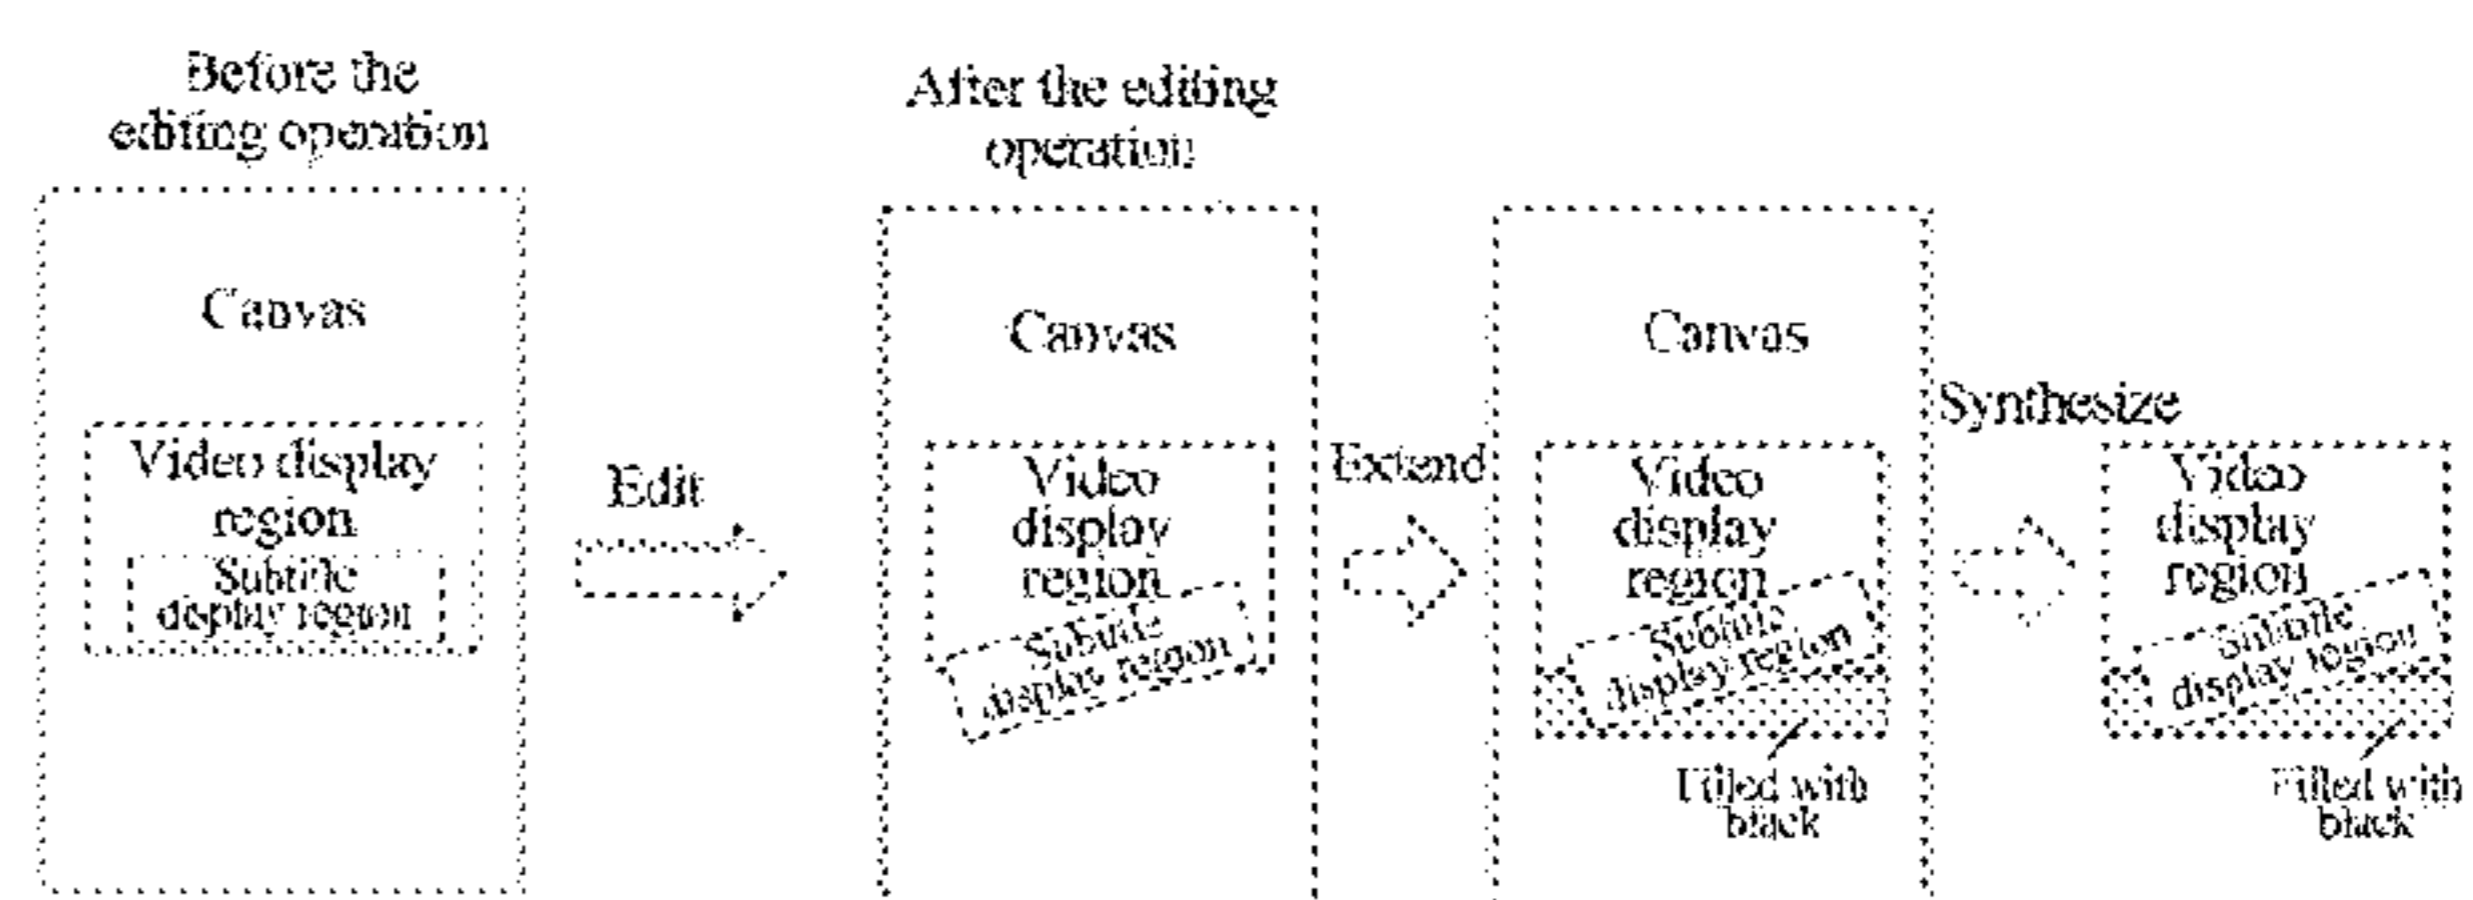 Before the
editing operation
Canvas
Video display
region
Subtitle
display region
Edit
After the editing
operation
Canvas
Video
display
region
Subtitle
display region
Extend
Canvas
Video
display
region
Subtitle
display region
Filled with
black
Synthesize
Video
display
region
Subtitle
display region
Filled with
black